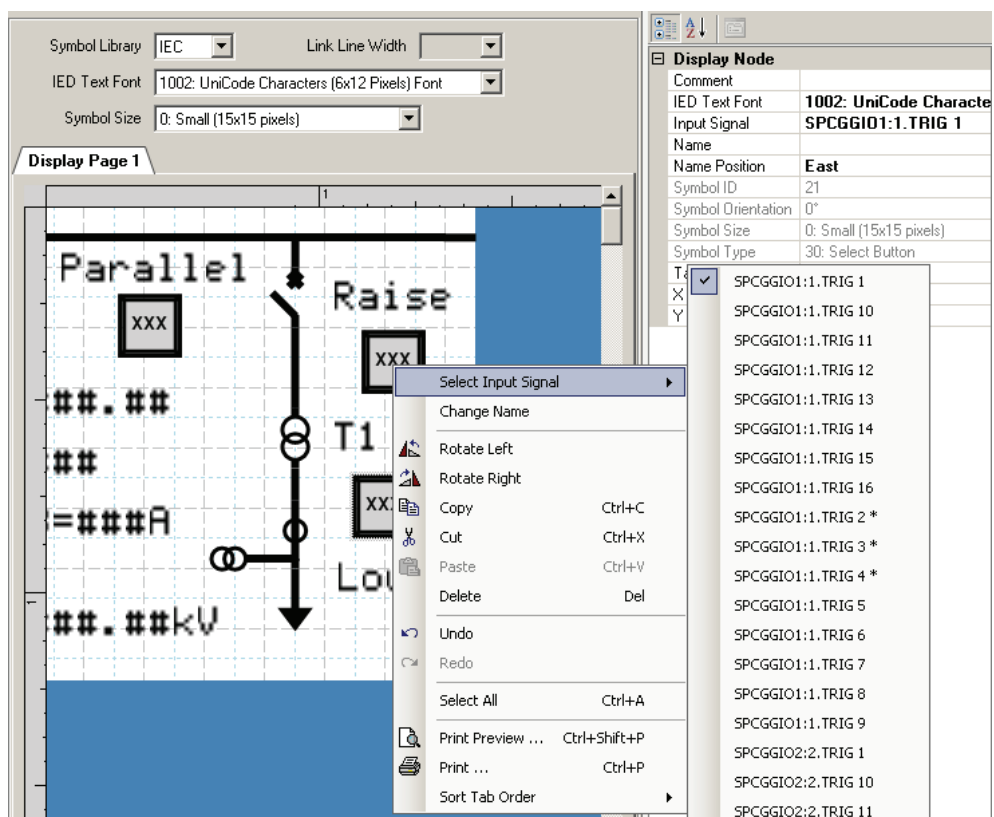 Symbol Library IEC Link Line Width
IED Text Font 1002: UniCode Characters (6x12 Pixels) Font
Symbol Size 0: Small (15x15 pixels)
Display Page 1
1
Parallel
XXX
Raise
XXX
##.##
##
T1
=###A
##.##kV
1
Display Node
Comment
IED Text Font 1002: UniCode Characte
Input Signal SPCGGIO1:1.TRIG 1
Name
Name Position East
Symbol ID 21
Symbol Orientation 0°
Symbol Size 0: Small (15x15 pixels)
Symbol Type 30: Select Button
X
Y
Select Input Signal
Change Name
Rotate Left
Rotate Right
Copy Ctrl+C
Cut Ctrl+X
Paste Ctrl+V
Delete Del
Undo
Redo
Select All Ctrl+A
Print Preview ... Ctrl+Shift+P
Print ... Ctrl+P
Sort Tab Order
SPCGGIO1:1.TRIG 1
SPCGGIO1:1.TRIG 10
SPCGGIO1:1.TRIG 11
SPCGGIO1:1.TRIG 12
SPCGGIO1:1.TRIG 13
SPCGGIO1:1.TRIG 14
SPCGGIO1:1.TRIG 15
SPCGGIO1:1.TRIG 16
SPCGGIO1:1.TRIG 2 *
SPCGGIO1:1.TRIG 3 *
SPCGGIO1:1.TRIG 4 *
SPCGGIO1:1.TRIG 5
SPCGGIO1:1.TRIG 6
SPCGGIO1:1.TRIG 7
SPCGGIO1:1.TRIG 8
SPCGGIO1:1.TRIG 9
SPCGGIO2:2.TRIG 1
SPCGGIO2:2.TRIG 10
SPCGGIO2:2.TRIG 11